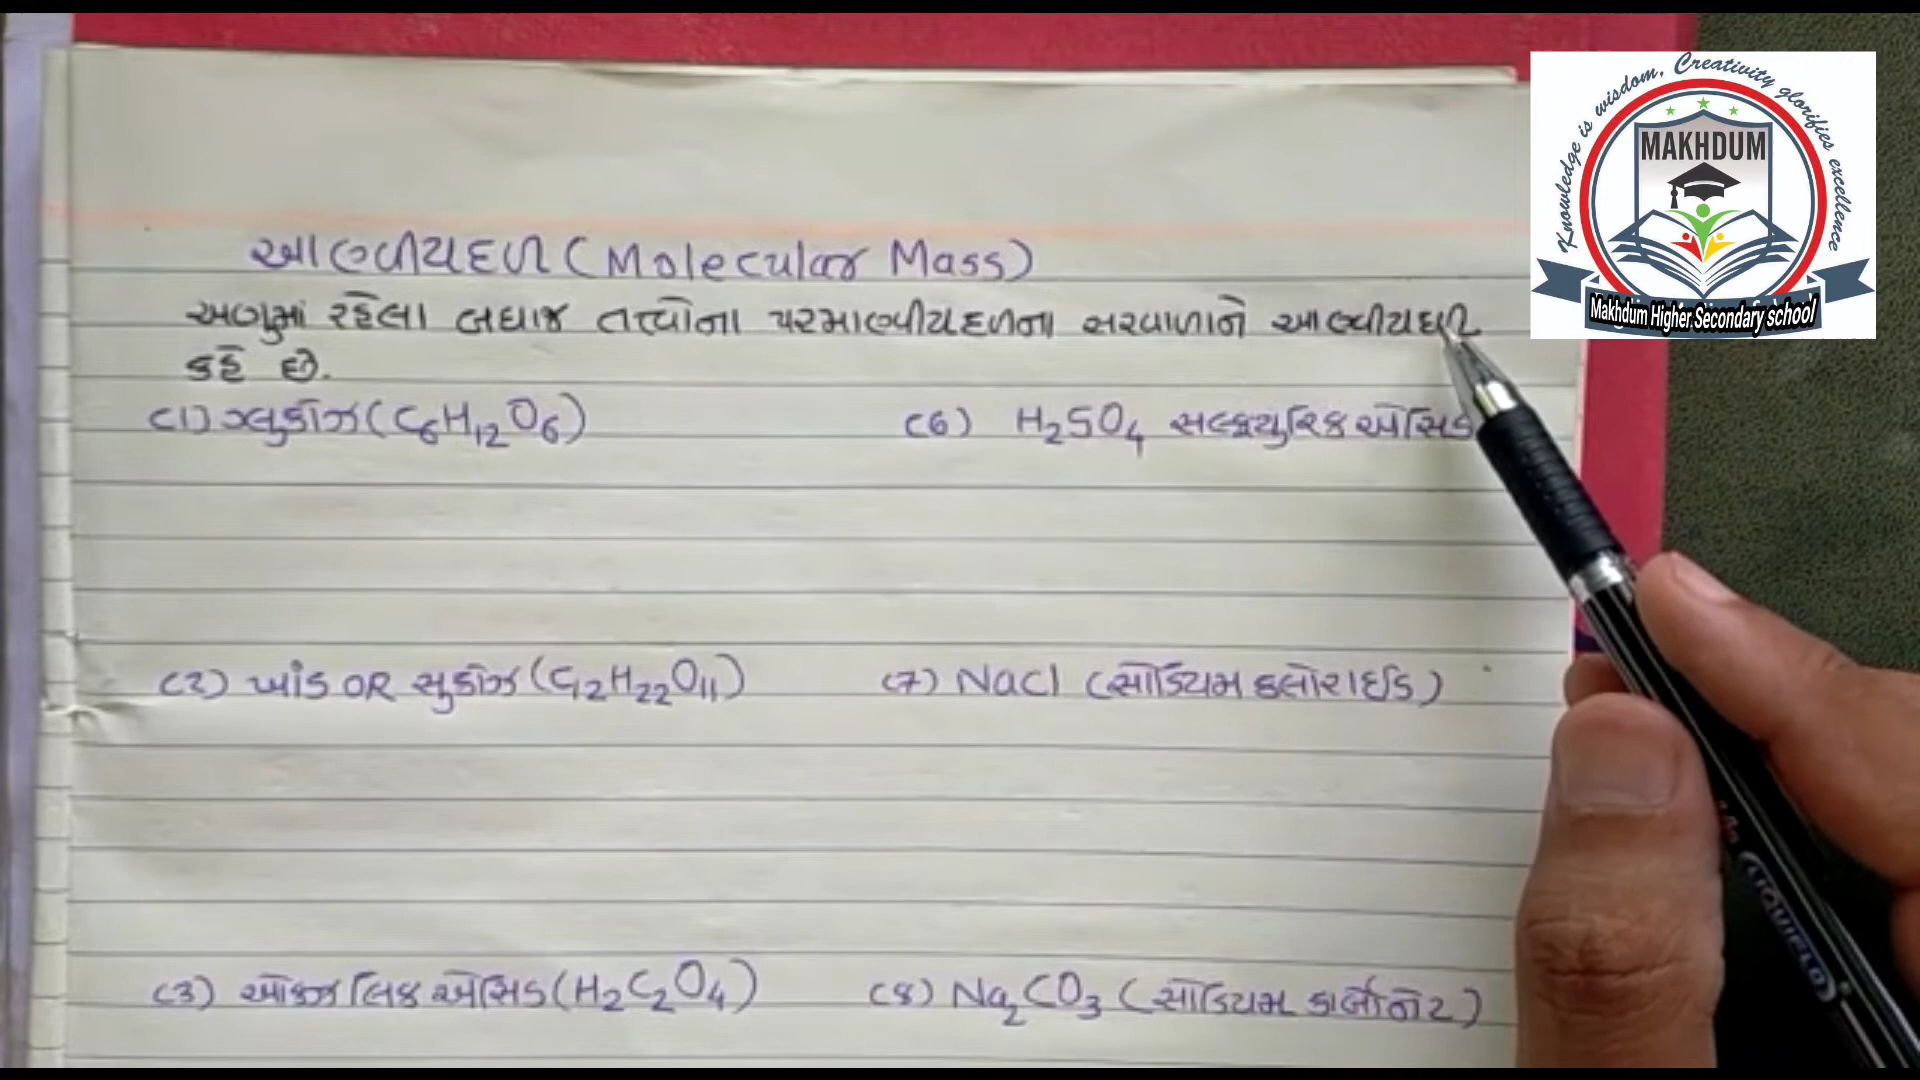 Knowledge is wisdom, Creativity glorifies excellence
MAKHDUM
Makhdum Higher Secondary school
આણ્વીયદળ (Molecular Mass)
અણુમાં રહેલા બધાજ તત્વોના પરમાણ્વીયદળના સરવાળાને આણ્વીયદળ
કહે છે.
(1) ગ્લુકોઝ (C6H12O6)
(6) H2SO4 સલ્ફ્યુરિક એસિડ
(2) ખાંડ OR સુક્રોઝ (C12H22O11)
(7) NaCl (સોડિયમ ક્લોરાઈડ)
(3) ઓક્ઝલિક એસિડ (H2C2O4)
(8) Na2CO3 (સોડિયમ કાર્બોનેટ)
LIQUIFLO